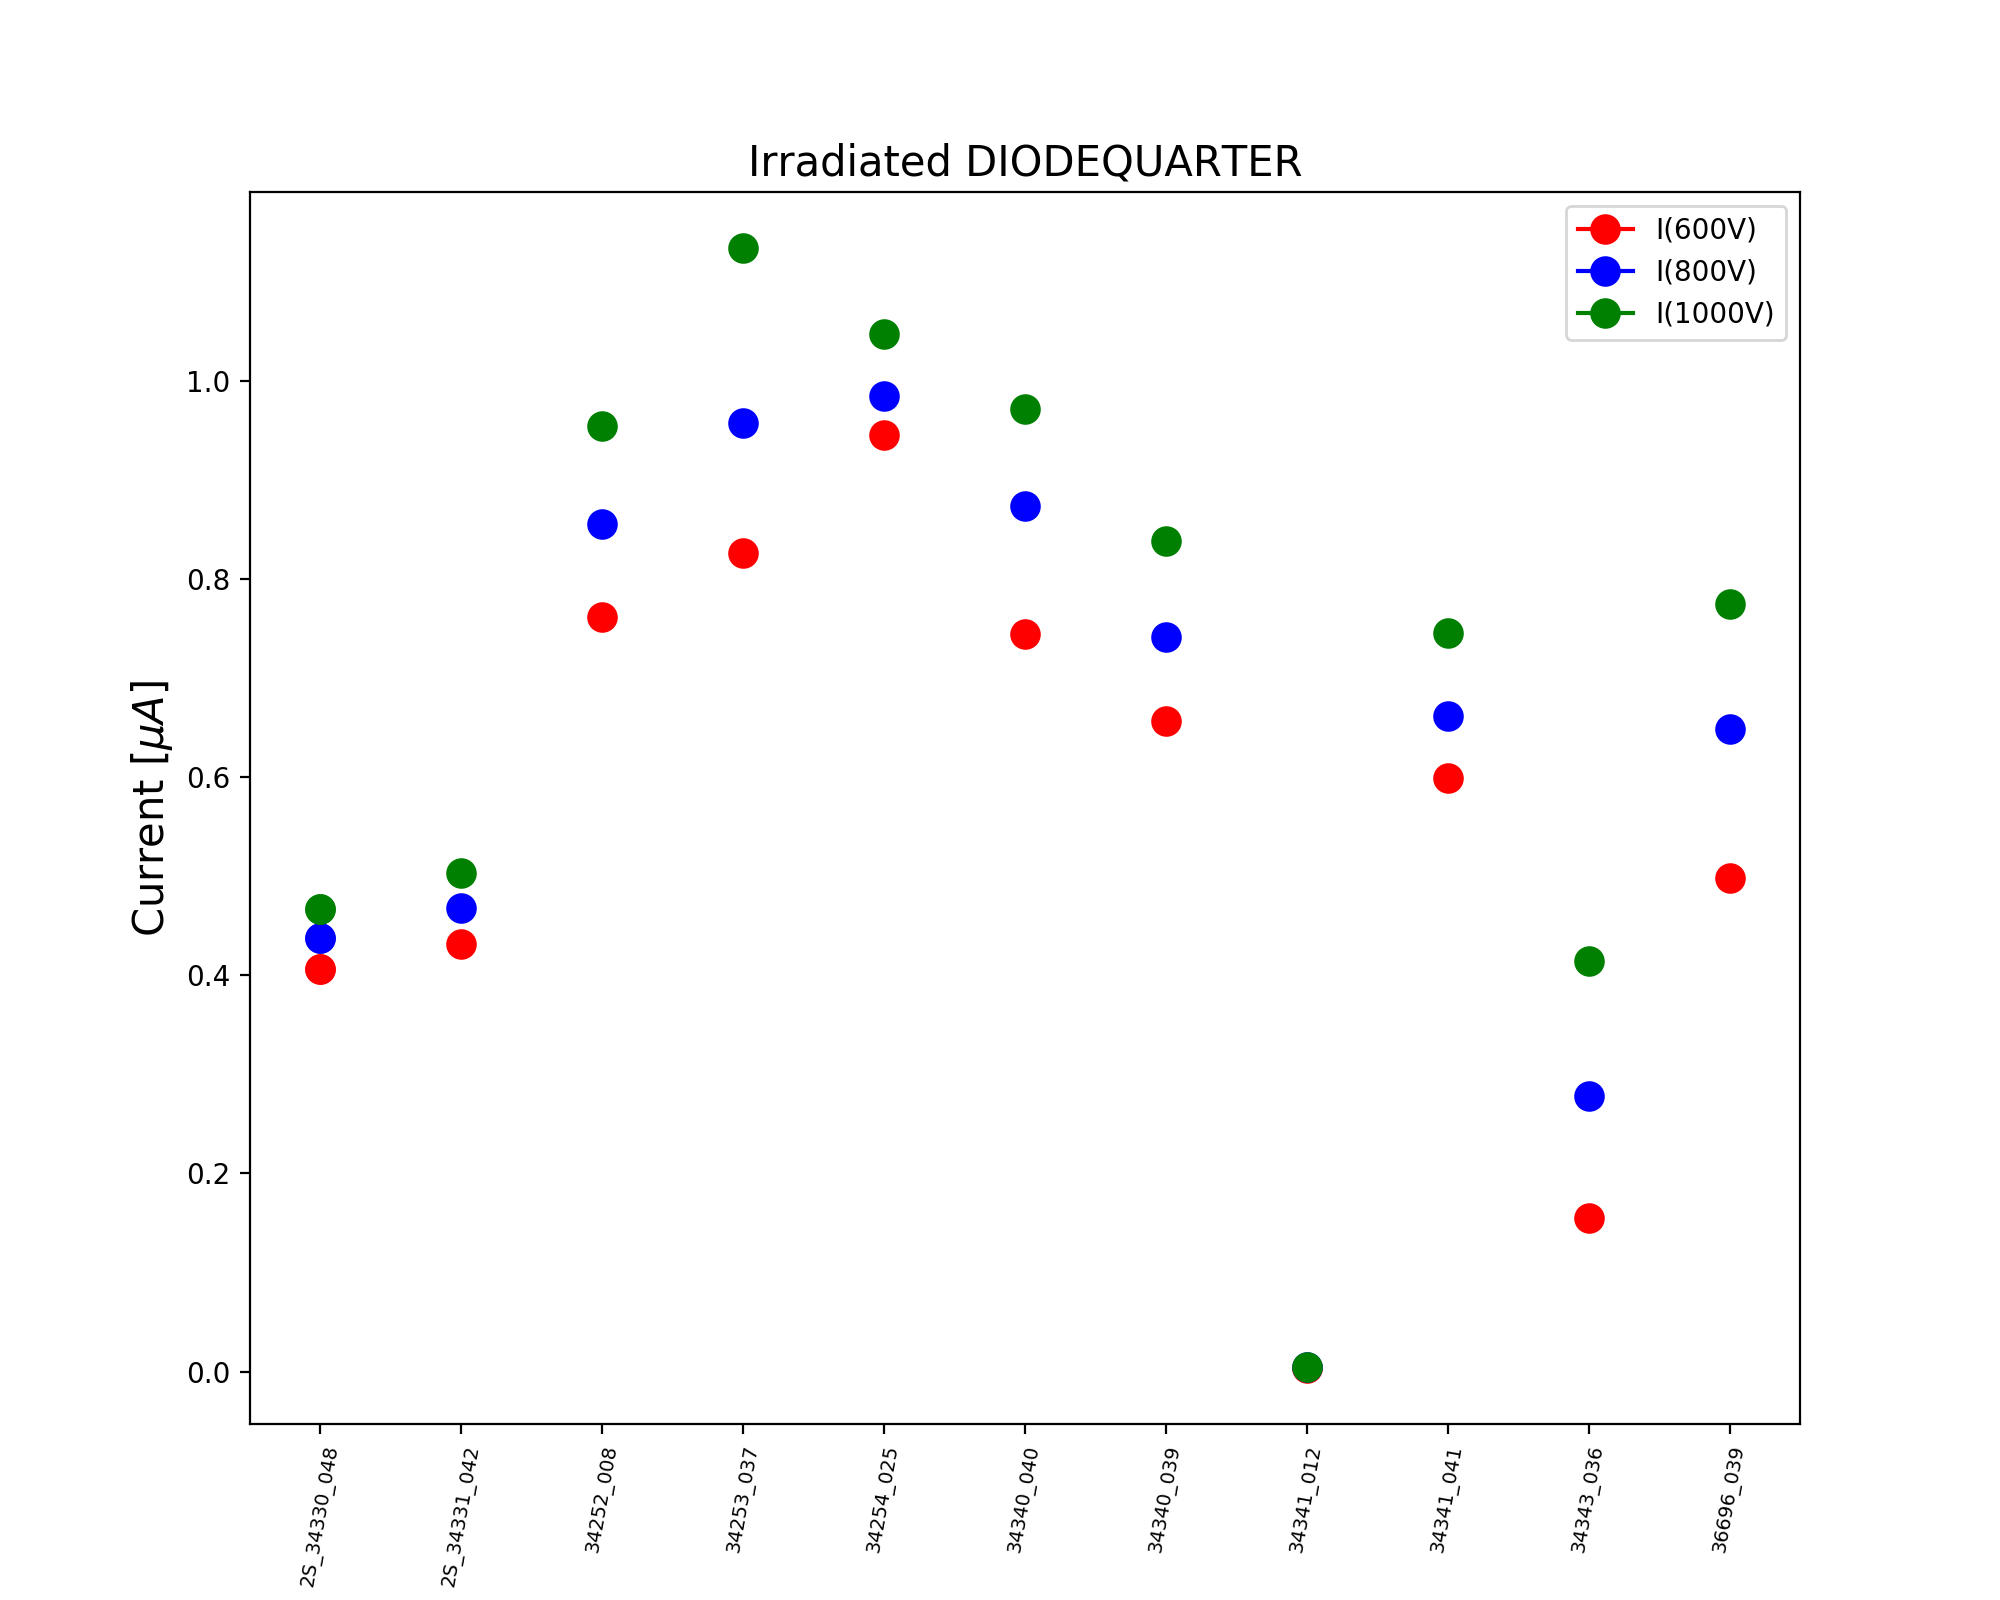 Irradiated DIODEQUARTER
I(600V)
I(800V)
I(1000V)
Current [μA]
1.0
0.8
0.6
0.4
0.2
0.0
2S_34330_048
2S_34331_042
34252_008
34253_037
34254_025
34340_040
34340_039
34341_012
34341_041
34343_036
36696_039